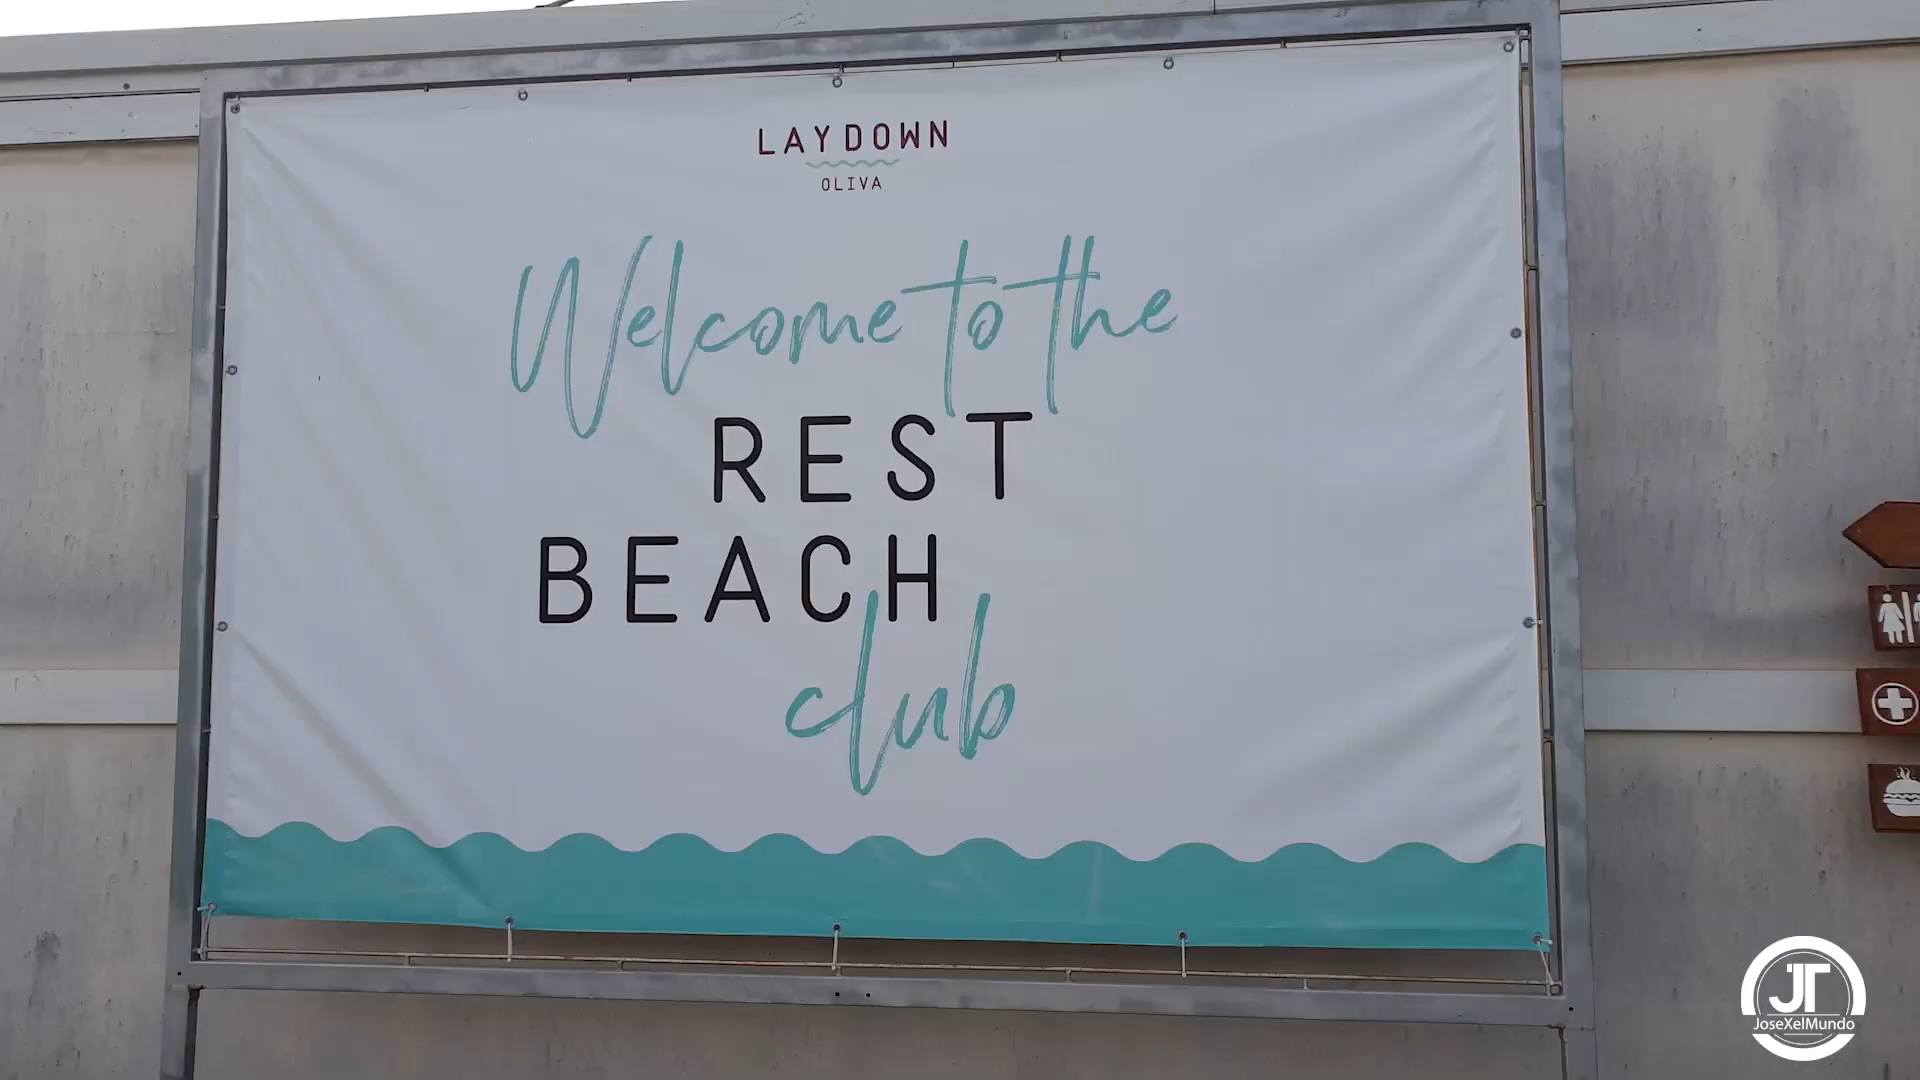 LAYDOWN
OLIVA
Welcome to the
REST
BEACH
club
JT
JoseXelMundo